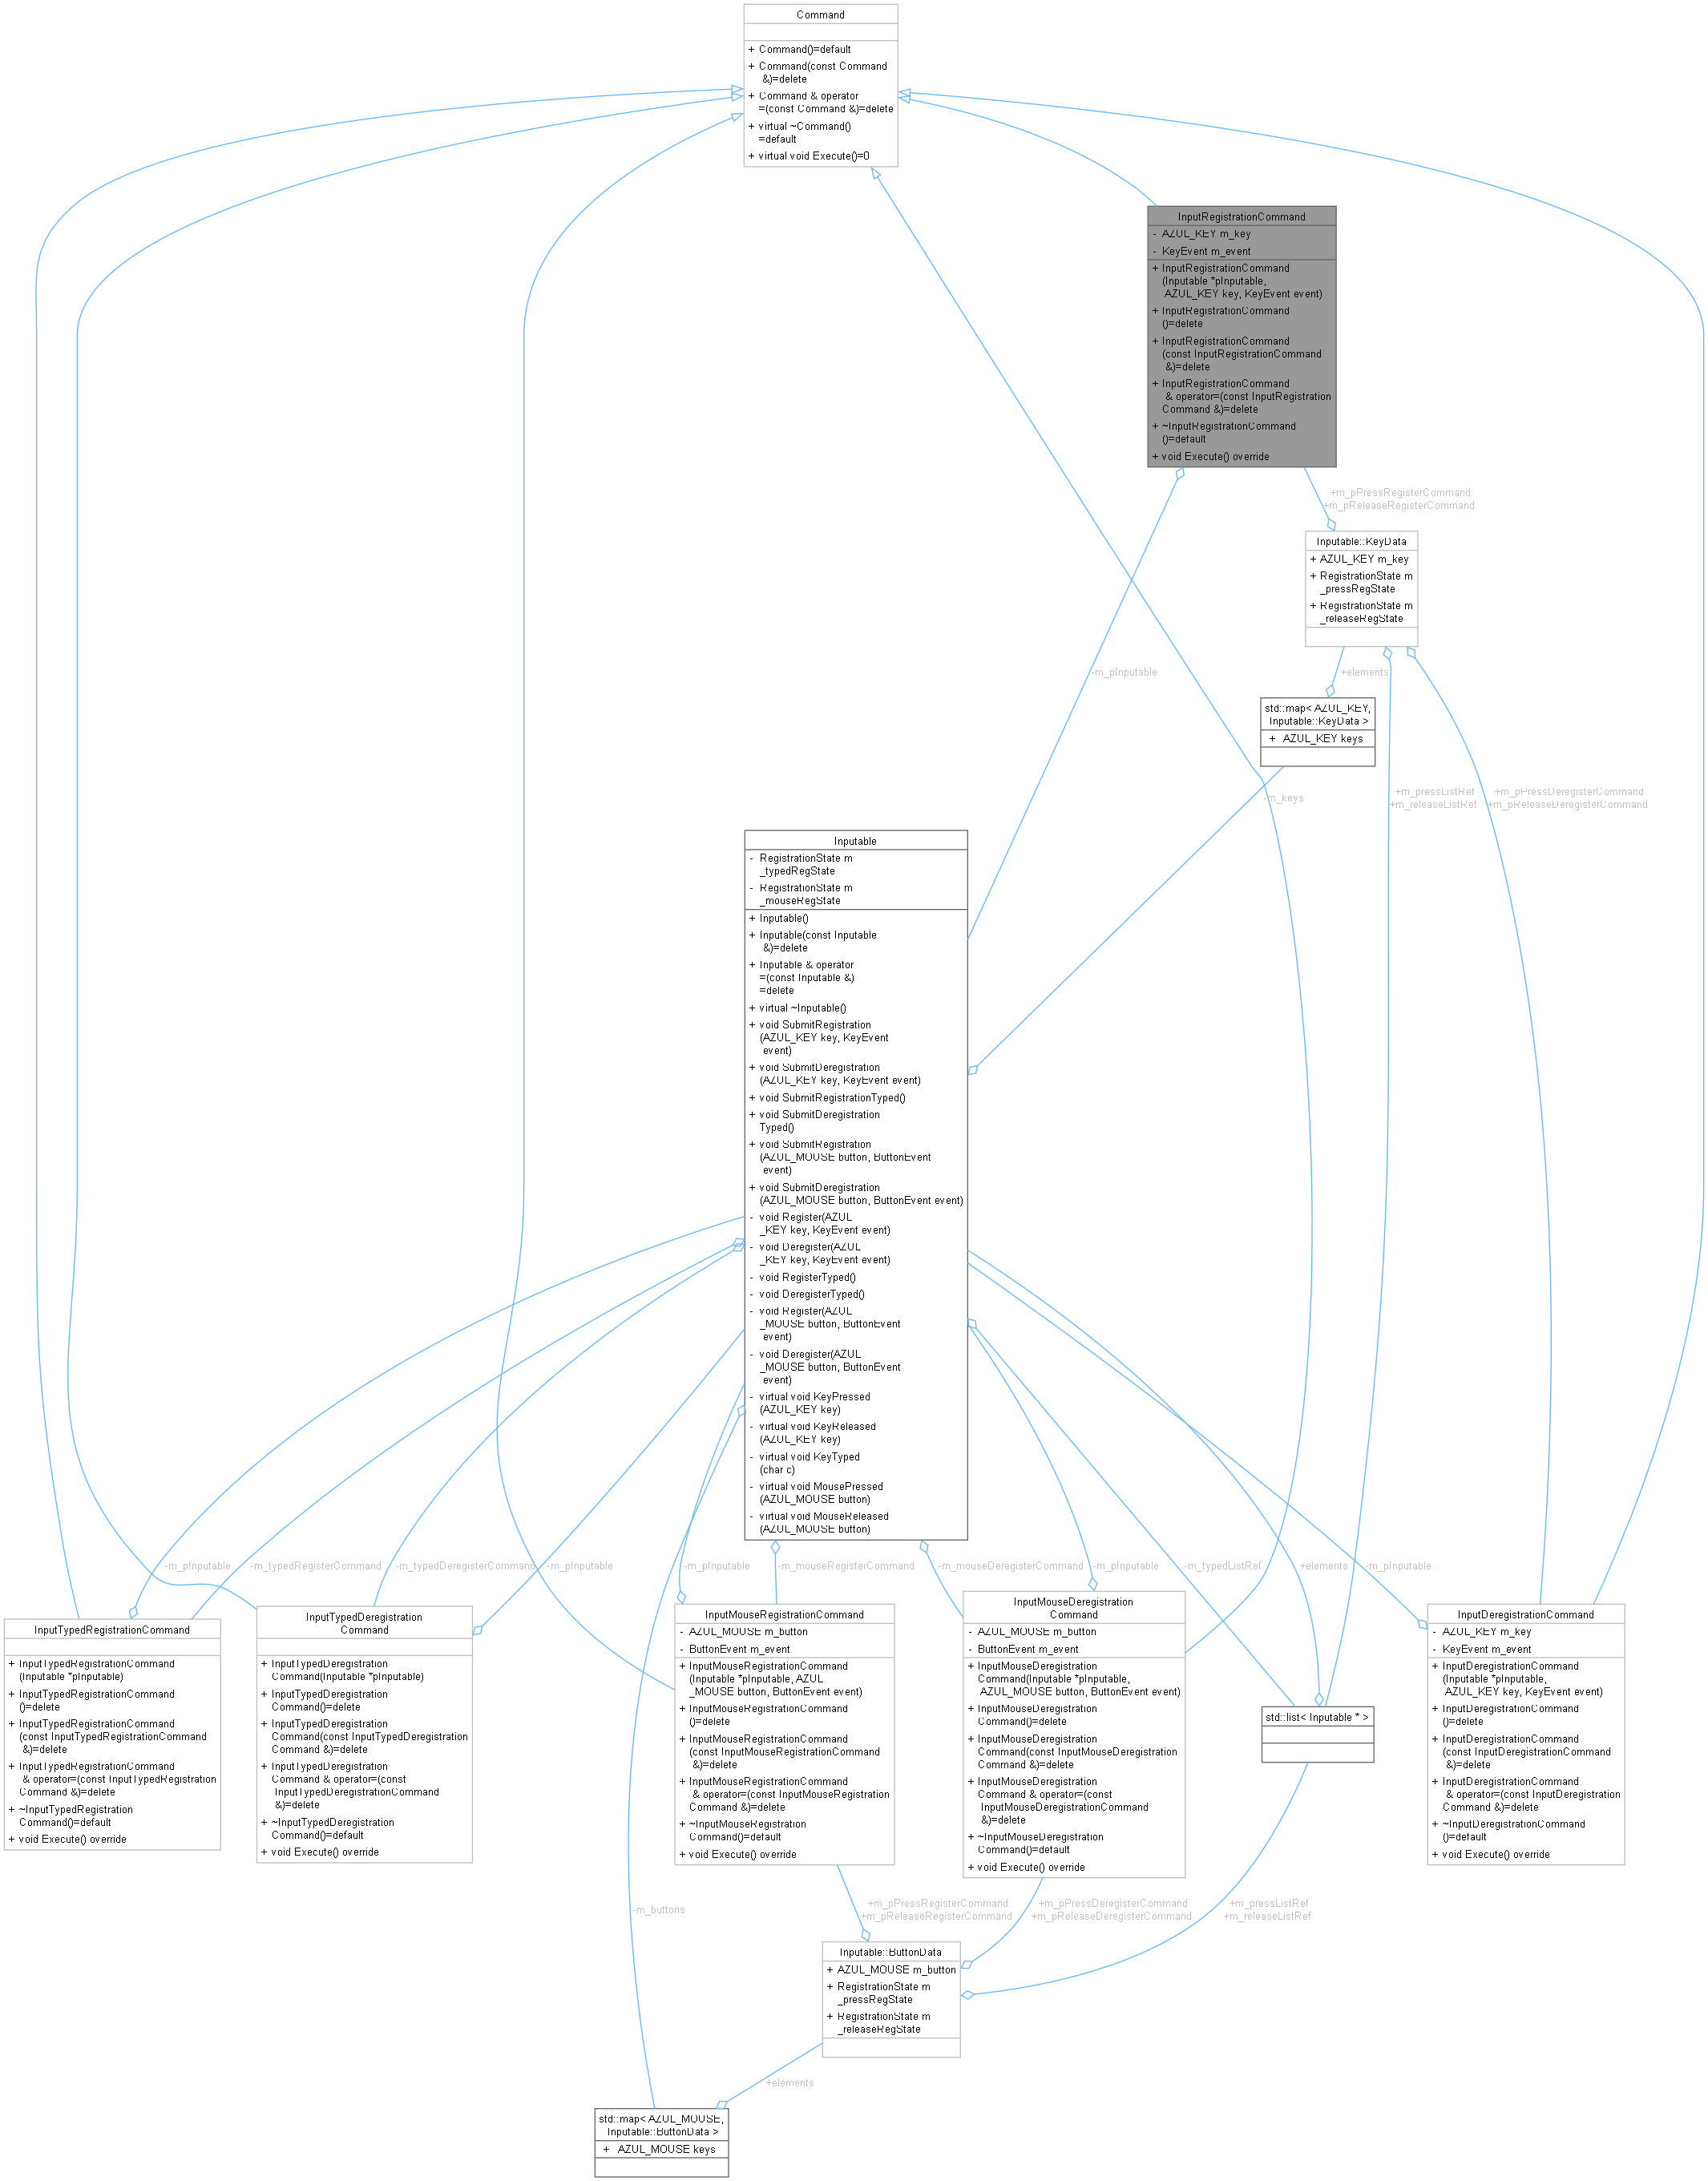 Command
+ Command()=default
+ Command(const Command
&)=delete
+ Command & operator
=(const Command &)=delete
+ virtual ~Command()
=default
+ virtual void Execute()=0
InputRegistrationCommand
- AZUL_KEY m_key
- KeyEvent m_event
+ InputRegistrationCommand
(Inputable *pInputable,
AZUL_KEY key, KeyEvent event)
+ InputRegistrationCommand
()=delete
+ InputRegistrationCommand
(const InputRegistrationCommand
&)=delete
+ InputRegistrationCommand
& operator=(const InputRegistration
Command &)=delete
+ ~InputRegistrationCommand
()=default
+ void Execute() override
+m_pPressRegisterCommand
+m_pReleaseRegisterCommand
Inputable::KeyData
+ AZUL_KEY m_key
+ RegistrationState m
_pressRegState
+ RegistrationState m
_releaseRegState
-m_pInputable
+elements
std::map< AZUL_KEY,
Inputable::KeyData >
+ AZUL_KEY keys
-m_keys
+m_pressListRef
+m_releaseListRef
+m_pPressDeregisterCommand
+m_pReleaseDeregisterCommand
Inputable
- RegistrationState m
_typedRegState
- RegistrationState m
_mouseRegState
+ Inputable()
+ Inputable(const Inputable
&)=delete
+ Inputable & operator
=(const Inputable &)
=delete
+ virtual ~Inputable()
+ void SubmitRegistration
(AZUL_KEY key, KeyEvent
event)
+ void SubmitDeregistration
(AZUL_KEY key, KeyEvent event)
+ void SubmitRegistrationTyped()
+ void SubmitDeregistration
Typed()
+ void SubmitRegistration
(AZUL_MOUSE button, ButtonEvent
event)
+ void SubmitDeregistration
(AZUL_MOUSE button, ButtonEvent event)
- void Register(AZUL
_KEY key, KeyEvent event)
- void Deregister(AZUL
_KEY key, KeyEvent event)
- void RegisterTyped()
- void DeregisterTyped()
- void Register(AZUL
_MOUSE button, ButtonEvent
event)
- void Deregister(AZUL
_MOUSE button, ButtonEvent
event)
- virtual void KeyPressed
(AZUL_KEY key)
- virtual void KeyReleased
(AZUL_KEY key)
- virtual void KeyTyped
(char c)
- virtual void MousePressed
(AZUL_MOUSE button)
- virtual void MouseReleased
(AZUL_MOUSE button)
-m_pInputable
-m_typedRegisterCommand
-m_typedDeregisterCommand
-m_pInputable
-m_pInputable
-m_mouseRegisterCommand
-m_mouseDeregisterCommand
-m_pInputable
-m_typedListRef
+elements
-m_pInputable
InputTypedRegistrationCommand
+ InputTypedRegistrationCommand
(Inputable *pInputable)
+ InputTypedRegistrationCommand
()=delete
+ InputTypedRegistrationCommand
(const InputTypedRegistrationCommand
&)=delete
+ InputTypedRegistrationCommand
& operator=(const InputTypedRegistration
Command &)=delete
+ ~InputTypedRegistration
Command()=default
+ void Execute() override
InputTypedDeregistration
Command
+ InputTypedDeregistration
Command(Inputable *pInputable)
+ InputTypedDeregistration
Command()=delete
+ InputTypedDeregistration
Command(const InputTypedDeregistration
Command &)=delete
+ InputTypedDeregistration
Command & operator=(const
InputTypedDeregistrationCommand
&)=delete
+ ~InputTypedDeregistration
Command()=default
+ void Execute() override
InputMouseRegistrationCommand
- AZUL_MOUSE m_button
- ButtonEvent m_event
+ InputMouseRegistrationCommand
(Inputable *pInputable, AZUL
_MOUSE button, ButtonEvent event)
+ InputMouseRegistrationCommand
()=delete
+ InputMouseRegistrationCommand
(const InputMouseRegistrationCommand
&)=delete
+ InputMouseRegistrationCommand
& operator=(const InputMouseRegistration
Command &)=delete
+ ~InputMouseRegistration
Command()=default
+ void Execute() override
InputMouseDeregistration
Command
- AZUL_MOUSE m_button
- ButtonEvent m_event
+ InputMouseDeregistration
Command(Inputable *pInputable,
AZUL_MOUSE button, ButtonEvent event)
+ InputMouseDeregistration
Command()=delete
+ InputMouseDeregistration
Command(const InputMouseDeregistration
Command &)=delete
+ InputMouseDeregistration
Command & operator=(const
InputMouseDeregistrationCommand
&)=delete
+ ~InputMouseDeregistration
Command()=default
+ void Execute() override
std::list< Inputable * >
InputDeregistrationCommand
- AZUL_KEY m_key
- KeyEvent m_event
+ InputDeregistrationCommand
(Inputable *pInputable,
AZUL_KEY key, KeyEvent event)
+ InputDeregistrationCommand
()=delete
+ InputDeregistrationCommand
(const InputDeregistrationCommand
&)=delete
+ InputDeregistrationCommand
& operator=(const InputDeregistration
Command &)=delete
+ ~InputDeregistrationCommand
()=default
+ void Execute() override
-m_buttons
+m_pPressRegisterCommand
+m_pReleaseRegisterCommand
+m_pPressDeregisterCommand
+m_pReleaseDeregisterCommand
+m_pressListRef
+m_releaseListRef
Inputable::ButtonData
+ AZUL_MOUSE m_button
+ RegistrationState m
_pressRegState
+ RegistrationState m
_releaseRegState
+elements
std::map< AZUL_MOUSE,
Inputable::ButtonData >
+ AZUL_MOUSE keys